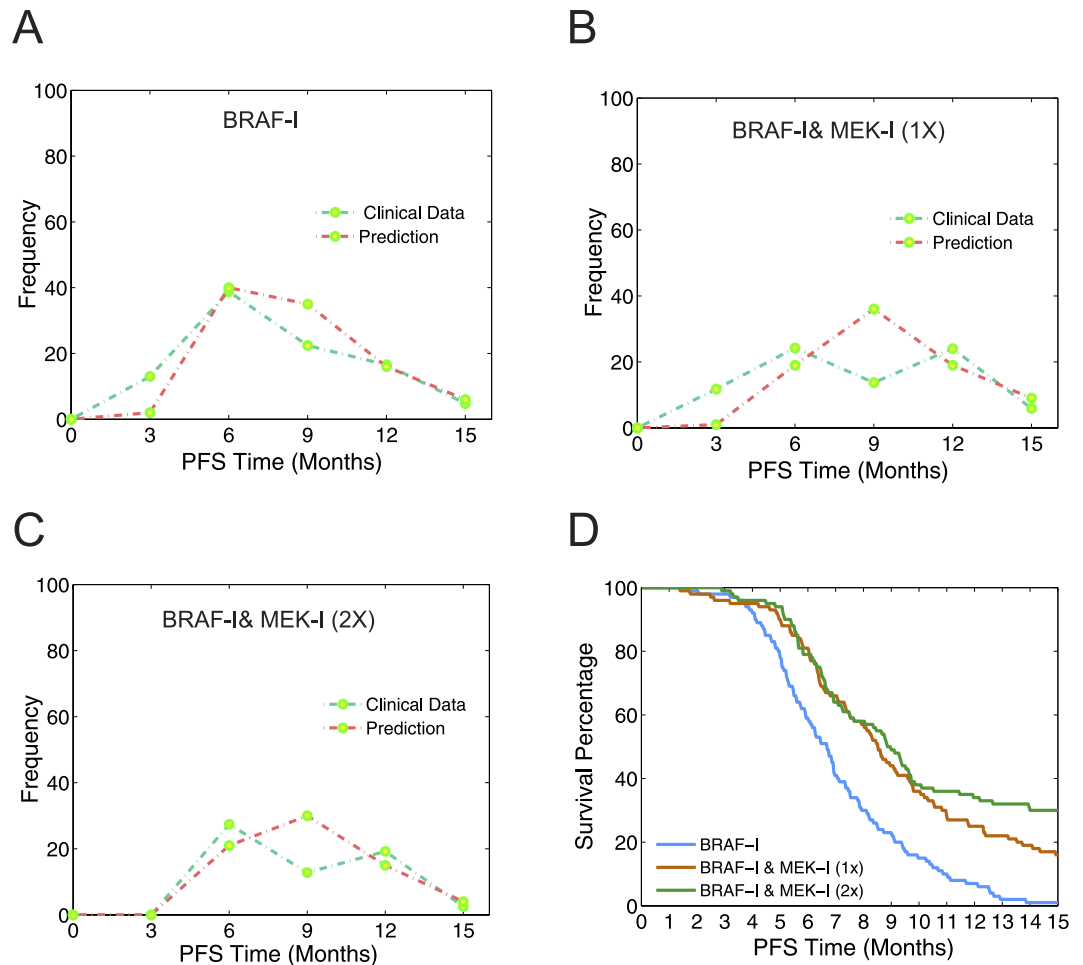 A
100
80
60
40
20
0
Frequency
BRAF-I
Clinical Data
Prediction
0 3 6 9 12 15
PFS Time (Months)
B
100
80
60
40
20
0
Frequency
BRAF-I& MEK-I (1X)
Clinical Data
Prediction
0 3 6 9 12 15
PFS Time (Months)
C
100
80
60
40
20
0
Frequency
BRAF-I& MEK-I (2X)
Clinical Data
Prediction
0 3 6 9 12 15
PFS Time (Months)
D
100
80
60
40
20
0
Survival Percentage
BRAF-I
BRAF-I & MEK-I (1x)
BRAF-I & MEK-I (2x)
0 1 2 3 4 5 6 7 8 9 10 11 12 13 14 15
PFS Time (Months)